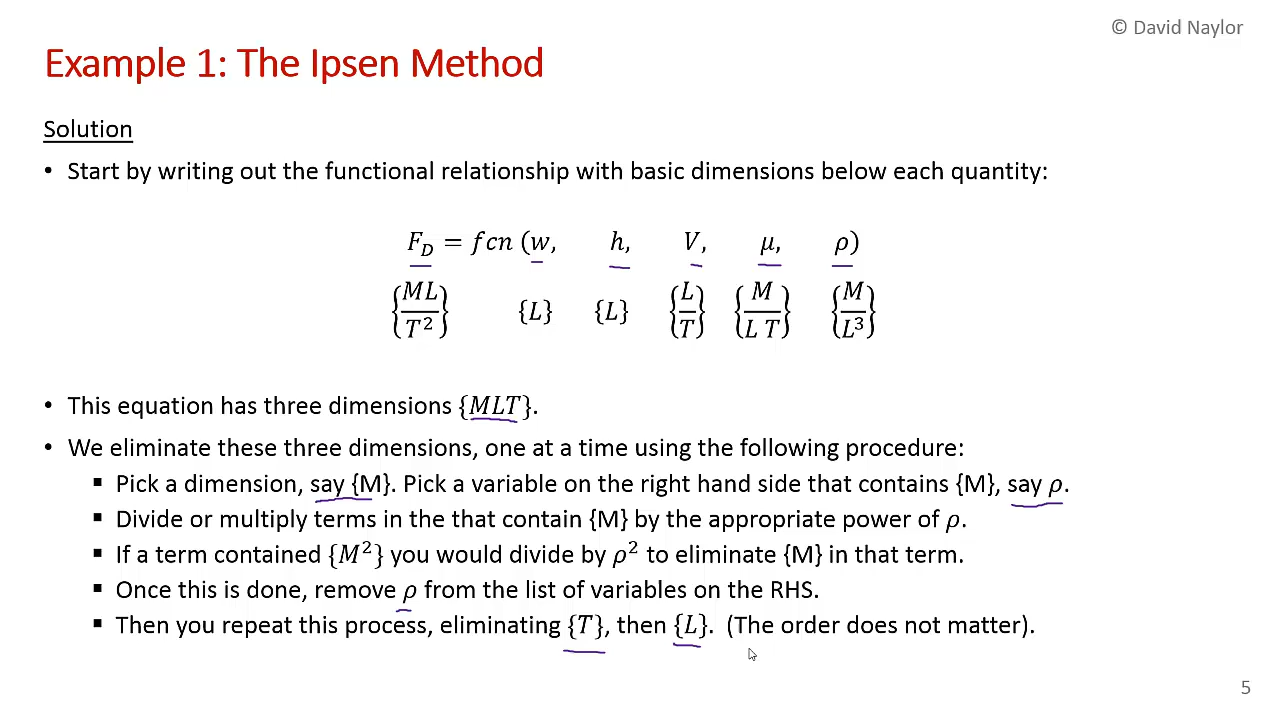 © David Naylor
Example 1: The Ipsen Method
Solution
• Start by writing out the functional relationship with basic dimensions below each quantity:
F_D = fcn (w, h, V, μ, ρ)
{ML/T²} {L} {L} {L/T} {M/(L T)} {M/L³}
• This equation has three dimensions {MLT}.
• We eliminate these three dimensions, one at a time using the following procedure:
▪ Pick a dimension, say {M}. Pick a variable on the right hand side that contains {M}, say ρ.
▪ Divide or multiply terms in the that contain {M} by the appropriate power of ρ.
▪ If a term contained {M²} you would divide by ρ² to eliminate {M} in that term.
▪ Once this is done, remove ρ from the list of variables on the RHS.
▪ Then you repeat this process, eliminating {T}, then {L}. (The order does not matter).
5